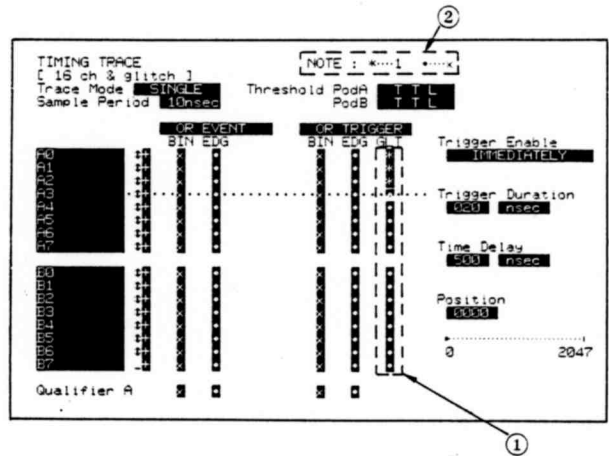 ②
TIMING TRACE
NOTE : *····1 •····x
[ 16 ch & glitch ]
Trace Mode SINGLE
Threshold PodA T T L
Sample Period 10nsec
PodB T T L
OR EVENT
OR TRIGGER
BIN EDG
BIN EDG GLT
Trigger Enable
IMMEDIATELY
A0
A1
A2
A3
A4
A5
A6
A7
Trigger Duration
020 nsec
Time Delay
500 nsec
B0
B1
B2
B3
B4
B5
B6
B7
Position
0000
0 2047
Qualifier A
①